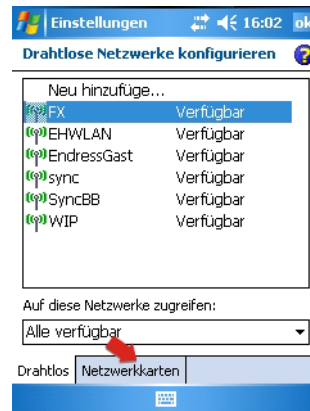 Einstellungen 16:02 ok
Drahtlose Netzwerke konfigurieren ?
Neu hinzufüge...
FX Verfügbar
EHWLAN Verfügbar
EndressGast Verfügbar
sync Verfügbar
SyncBB Verfügbar
WIP Verfügbar
Auf diese Netzwerke zugreifen:
Alle verfügbar
Drahtlos Netzwerkkarten